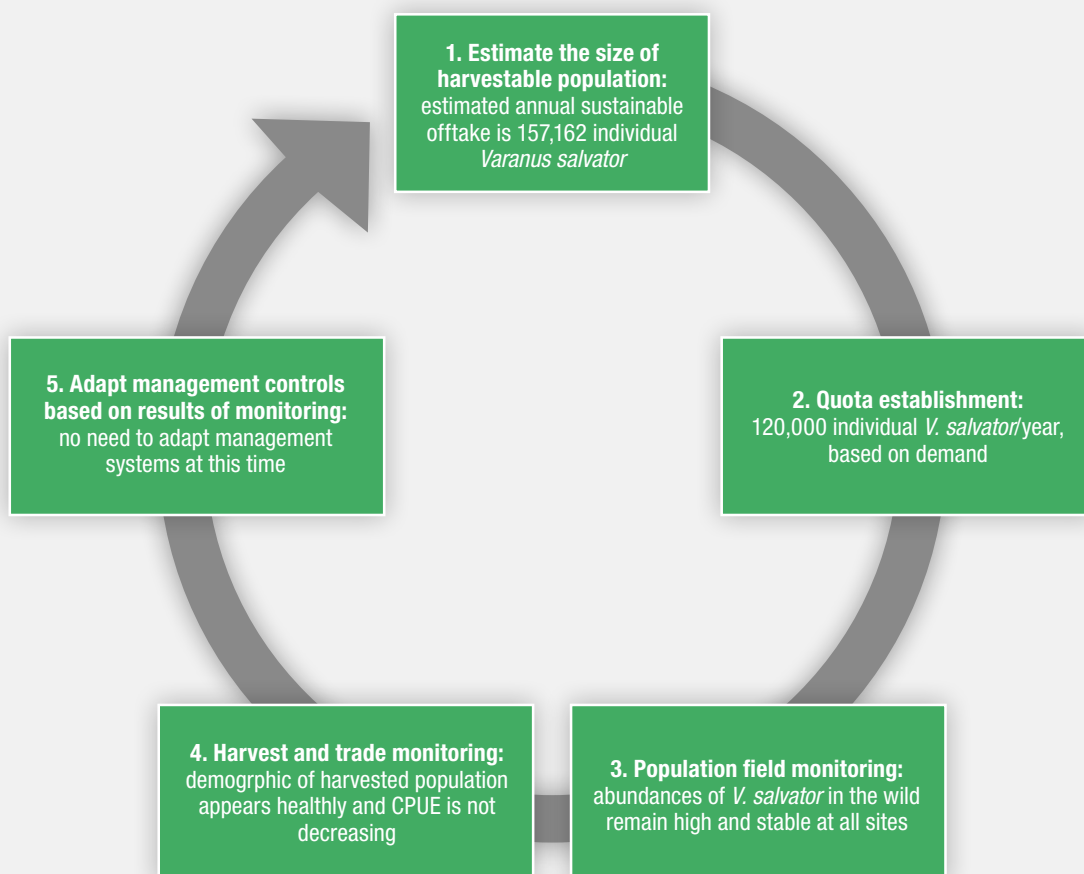 1. Estimate the size of
harvestable population:
estimated annual sustainable
offtake is 157,162 individual
Varanus salvator
2. Quota establishment:
120,000 individual V. salvator/year,
based on demand
3. Population field monitoring:
abundances of V. salvator in the wild
remain high and stable at all sites
4. Harvest and trade monitoring:
demogrphic of harvested population
appears healthly and CPUE is not
decreasing
5. Adapt management controls
based on results of monitoring:
no need to adapt management
systems at this time